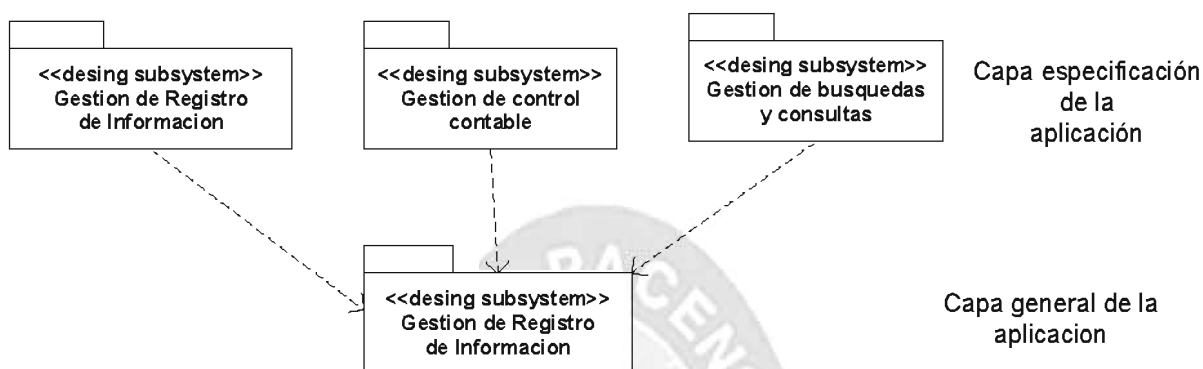 <<desing subsystem>>
Gestion de Registro
de Informacion
<<desing subsystem>>
Gestion de control
contable
<<desing subsystem>>
Gestion de busquedas
y consultas
Capa especificación
de la
aplicación
<<desing subsystem>>
Gestion de Registro
de Informacion
Capa general de la
aplicacion